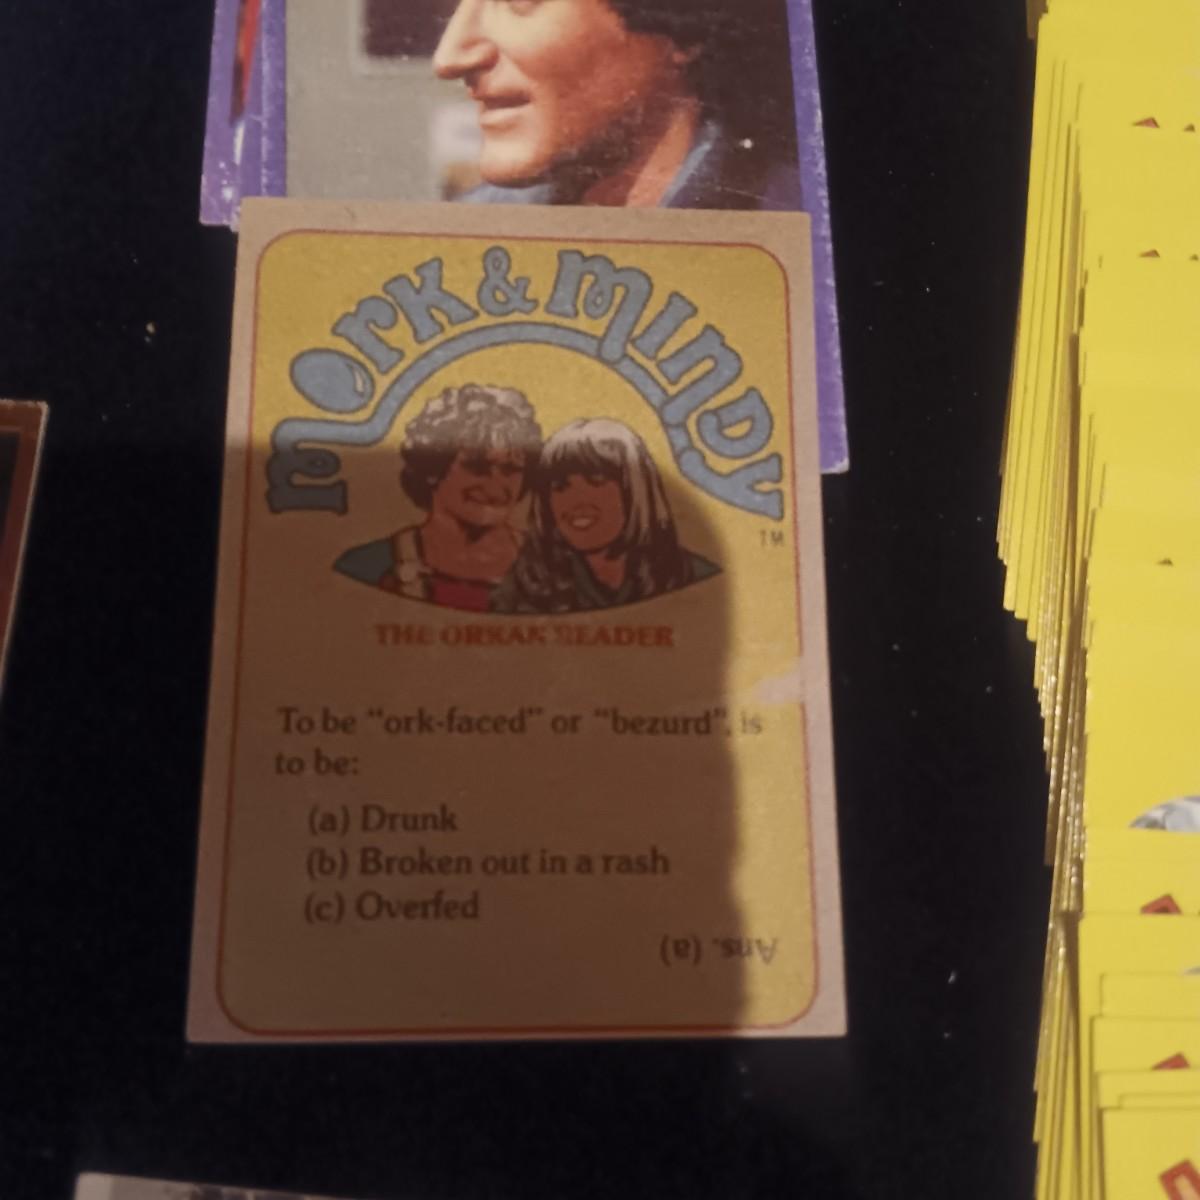 MORK & MINDY
TM
THE ORKAN READER
To be "ork-faced" or "bezurd", is
to be:
(a) Drunk
(b) Broken out in a rash
(c) Overfed
Ans. (a)